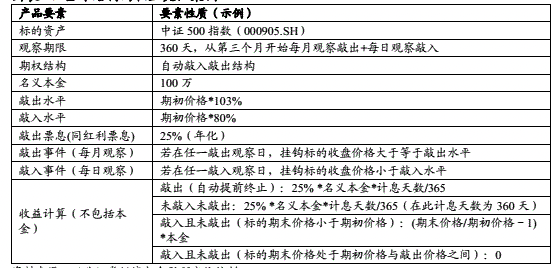 产品要素 要素性质（示例）
标的资产 中证 500 指数（000905.SH）
观察期限 360 天，从第三个月开始每月观察敲出+每日观察敲入
期权结构 自动敲入敲出结构
名义本金 100 万
敲出水平 期初价格*103%
敲入水平 期初价格*80%
敲出票息(同红利票息) 25%（年化）
敲出事件（每月观察） 若在任一敲出观察日，挂钩标的收盘价格大于等于敲出水平
敲入事件（每日观察） 若在任一敲入观察日，挂钩标的收盘价格小于敲入水平
收益计算（不包括本金）
敲出（自动提前终止）：25% *名义本金*计息天数/365
未敲入未敲出：25% *名义本金*计息天数/365（在此计息天数为 360 天）
敲入且未敲出（标的期末价格小于期初价格）：(期末价格/期初价格-1)
*本金
敲入且未敲出（标的期末价格处于期初价格与敲出价格之间）：0